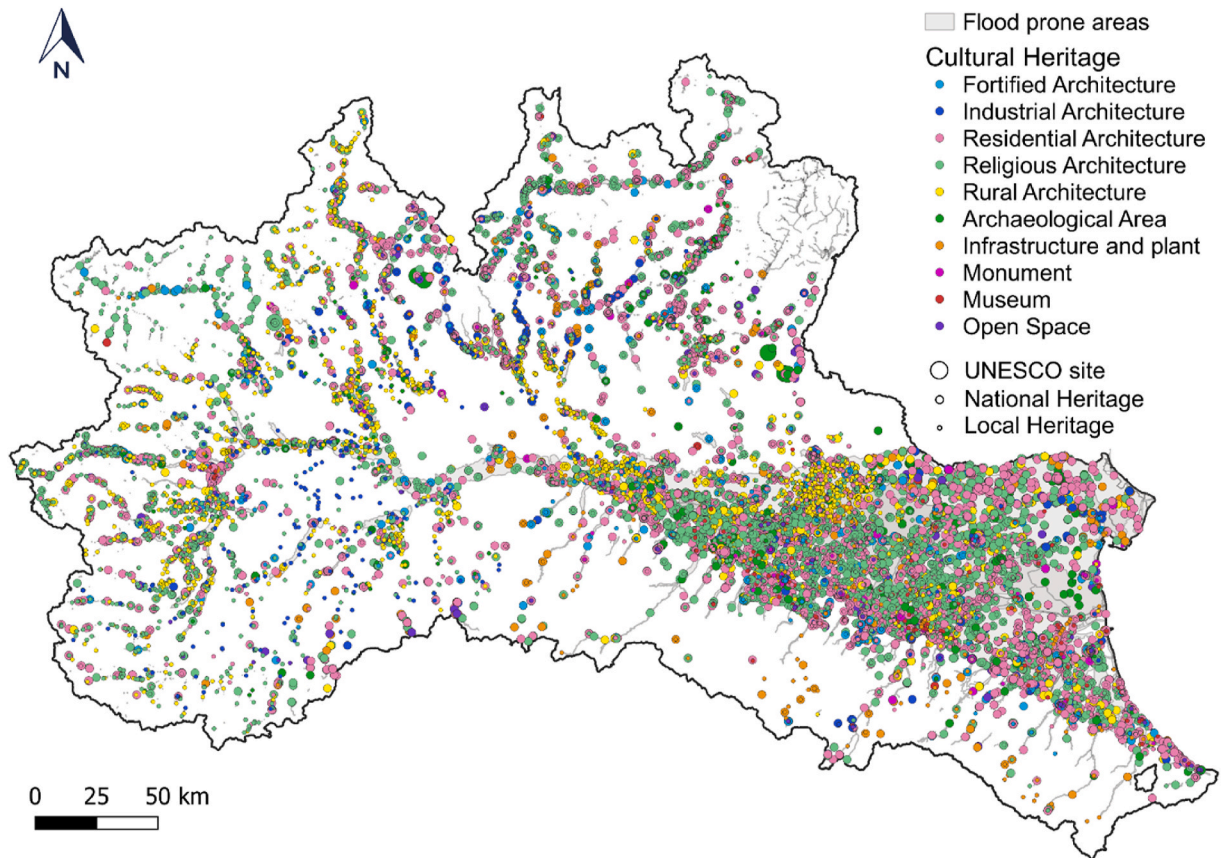 N
Flood prone areas
Cultural Heritage
Fortified Architecture
Industrial Architecture
Residential Architecture
Religious Architecture
Rural Architecture
Archaeological Area
Infrastructure and plant
Monument
Museum
Open Space
UNESCO site
National Heritage
Local Heritage
0 25 50 km